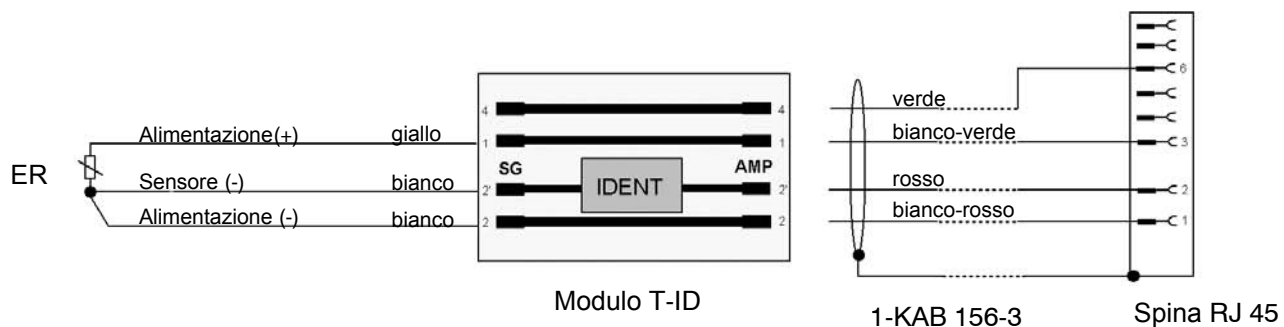 ER
Alimentazione(+) giallo
Sensore (-) bianco
Alimentazione (-) bianco
4 4
1 1
SG AMP
2' IDENT 2'
2 2
Modulo T-ID
verde 6
bianco-verde 3
rosso 2
bianco-rosso 1
1-KAB 156-3
Spina RJ 45